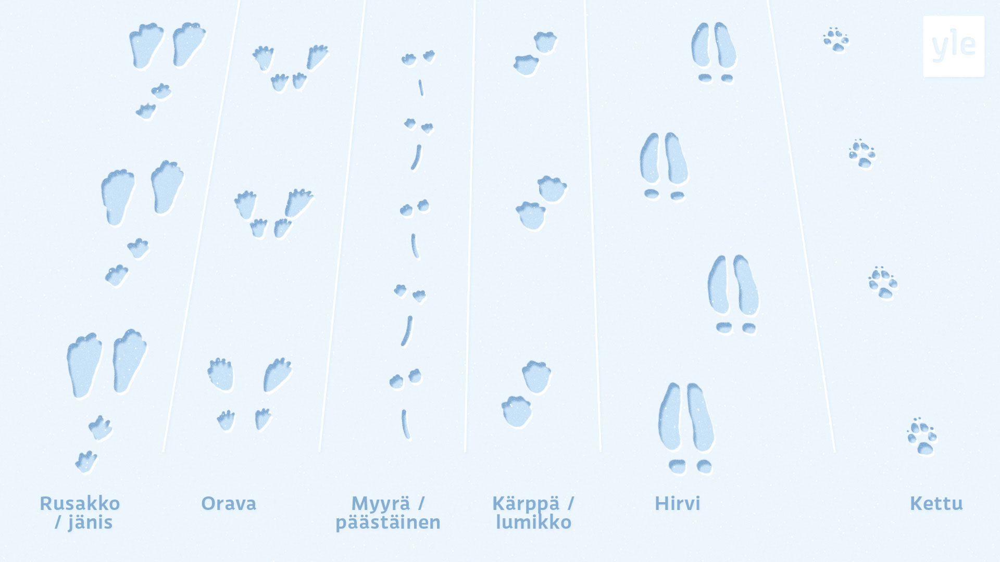 yle
Rusakko
/ jänis
Orava
Myyrä /
päästäinen
Kärppä /
lumikko
Hirvi
Kettu